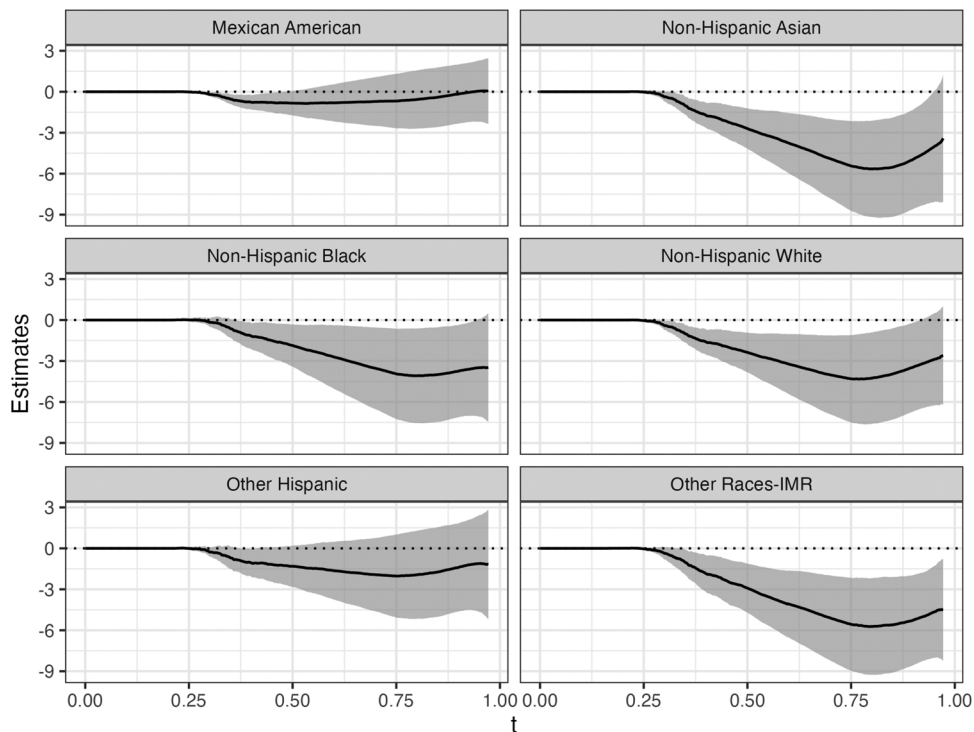 Mexican American
Non-Hispanic Asian
3
0
-3
-6
-9
Non-Hispanic Black
Non-Hispanic White
3
0
-3
-6
-9
Estimates
Other Hispanic
Other Races-IMR
3
0
-3
-6
-9
0.00 0.25 0.50 0.75 1.00 0.00 0.25 0.50 0.75 1.00
t